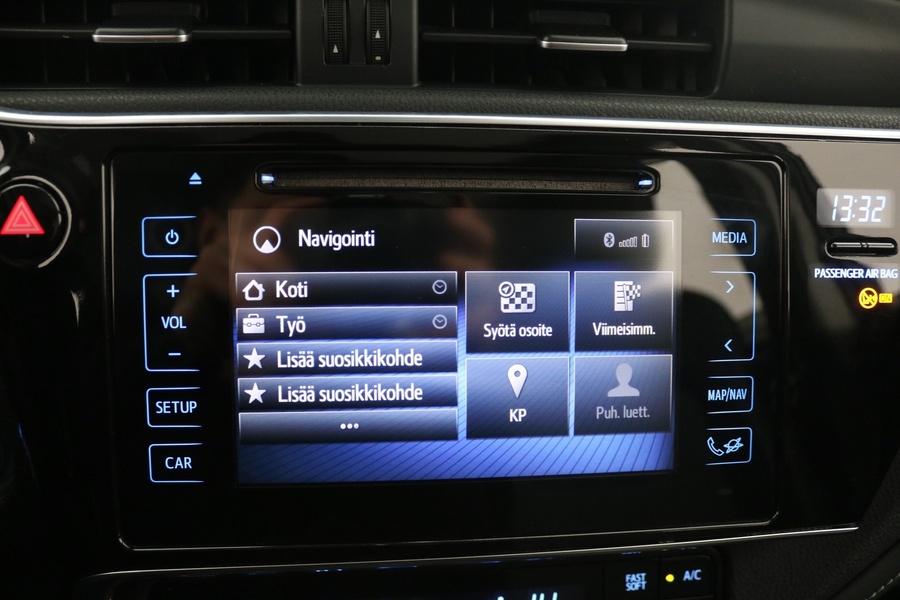 13:32
PASSENGER AIR BAG
ON
Navigointi
Koti
Työ
Lisää suosikkikohde
Lisää suosikkikohde
...
Syötä osoite
Viimeisimm.
KP
Puh. luett.
+
VOL
−
SETUP
CAR
MEDIA
>
<
MAP/NAV
FAST
SOFT
A/C